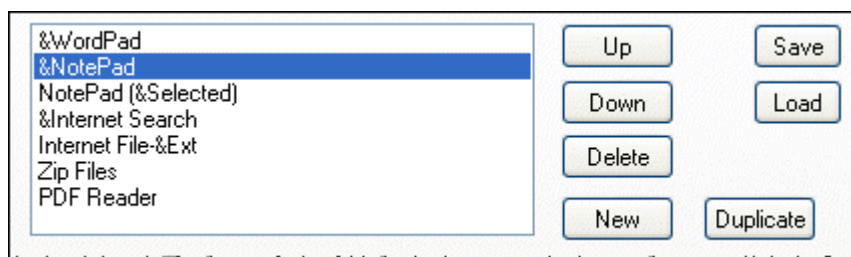 &WordPad
&NotePad
NotePad (&Selected)
&Internet Search
Internet File-&Ext
Zip Files
PDF Reader
Up
Save
Down
Load
Delete
New
Duplicate